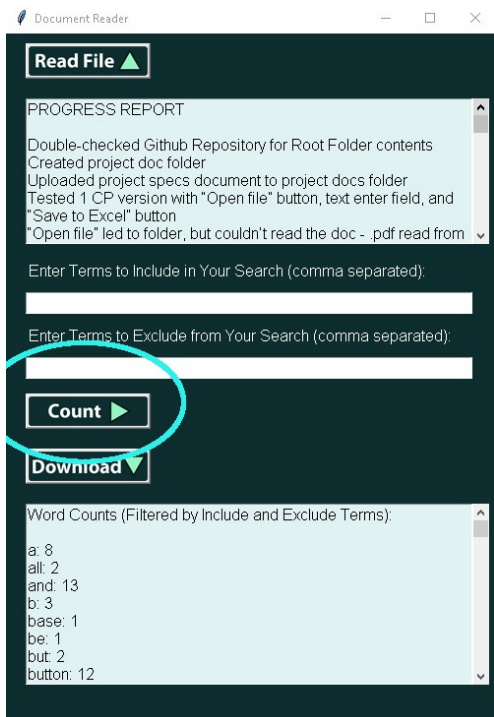 Document Reader
Read File
PROGRESS REPORT
Double-checked Github Repository for Root Folder contents
Created project doc folder
Uploaded project specs document to project docs folder
Tested 1 CP version with "Open file" button, text enter field, and
"Save to Excel" button
"Open file" led to folder, but couldn't read the doc - .pdf read from
Enter Terms to Include in Your Search (comma separated):
Enter Terms to Exclude from Your Search (comma separated):
Count
Download
Word Counts (Filtered by Include and Exclude Terms):
a: 8
all: 2
and: 13
b: 3
base: 1
be: 1
but: 2
button: 12